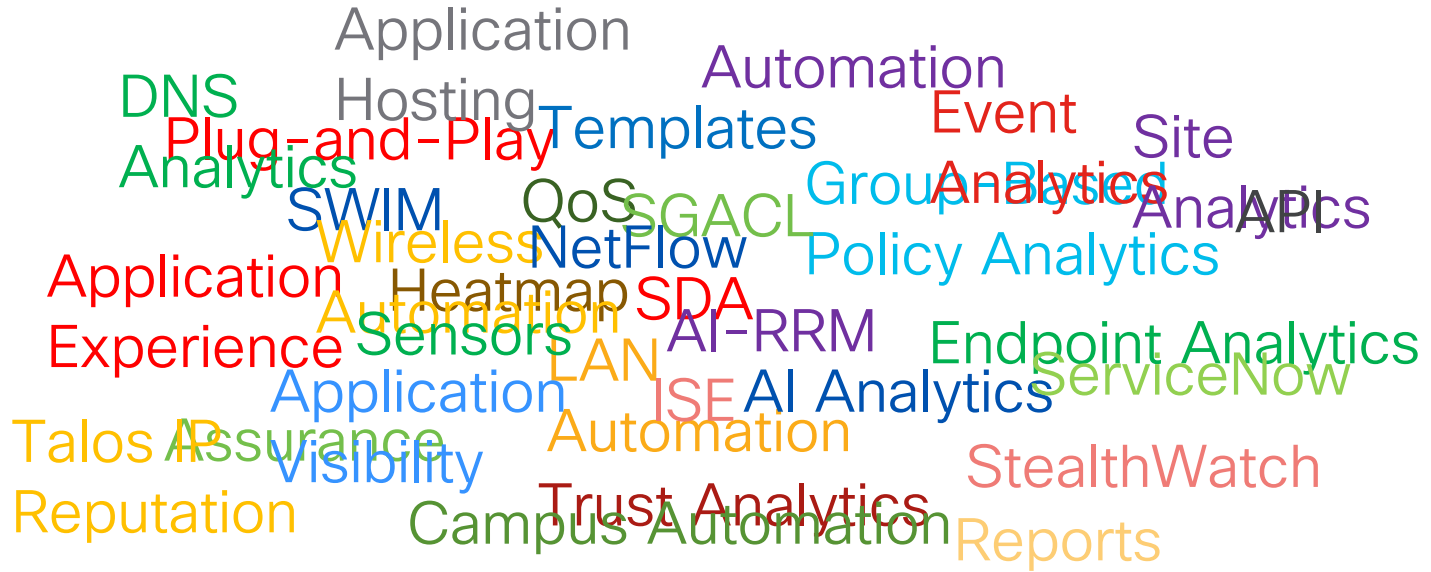 Application
Hosting
Automation
DNS
Analytics
Plug-and-Play
Templates
Event
Analytics
Site
Analytics
Group-Based
Policy Analytics
API
SWIM
QoS
SGACL
Wireless
Automation
NetFlow
Application
Experience
Heatmap
SDA
Sensors
AI-RRM
LAN
Automation
Endpoint Analytics
ServiceNow
Application
Visibility
ISE
AI Analytics
Talos IP
Reputation
Assurance
StealthWatch
Trust Analytics
Campus Automation
Reports